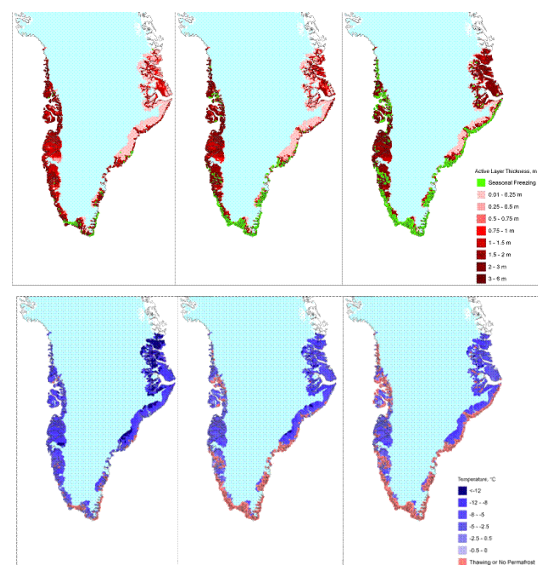 Active Layer Thickness, m
Seasonal Freezing
0.01 - 0.25 m
0.25 - 0.5 m
0.5 - 0.75 m
0.75 - 1 m
1 - 1.5 m
1.5 - 2 m
2 - 3 m
3 - 6 m
Temperature, °C
<-12
-12 - -8
-8 - -5
-5 - -2.5
-2.5 - 0.5
-0.5 - 0
Thawing or No Permafrost